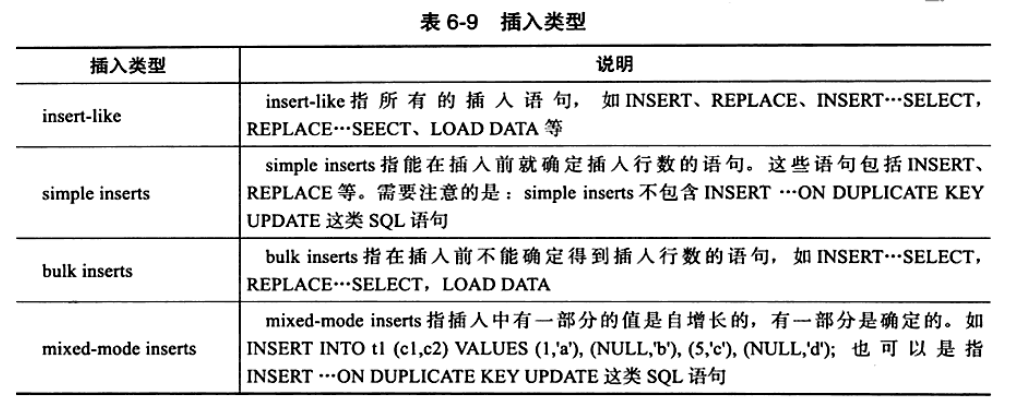 表 6-9 插入类型
插入类型 说明
insert-like
insert-like 指所有的插入语句，如 INSERT、REPLACE、INSERT…SELECT，
REPLACE…SEECT、LOAD DATA 等
simple inserts
simple inserts 指能在插入前就确定插入行数的语句。这些语句包括 INSERT、
REPLACE 等。需要注意的是：simple inserts 不包含 INSERT …ON DUPLICATE KEY
UPDATE 这类 SQL 语句
bulk inserts
bulk inserts 指在插入前不能确定得到插入行数的语句，如 INSERT…SELECT，
REPLACE…SELECT，LOAD DATA
mixed-mode inserts
mixed-mode inserts 指插入中有一部分的值是自增长的，有一部分是确定的。如
INSERT INTO t1 (c1,c2) VALUES (1,'a'), (NULL,'b'), (5,'c'), (NULL,'d'); 也可以是指
INSERT …ON DUPLICATE KEY UPDATE 这类 SQL 语句